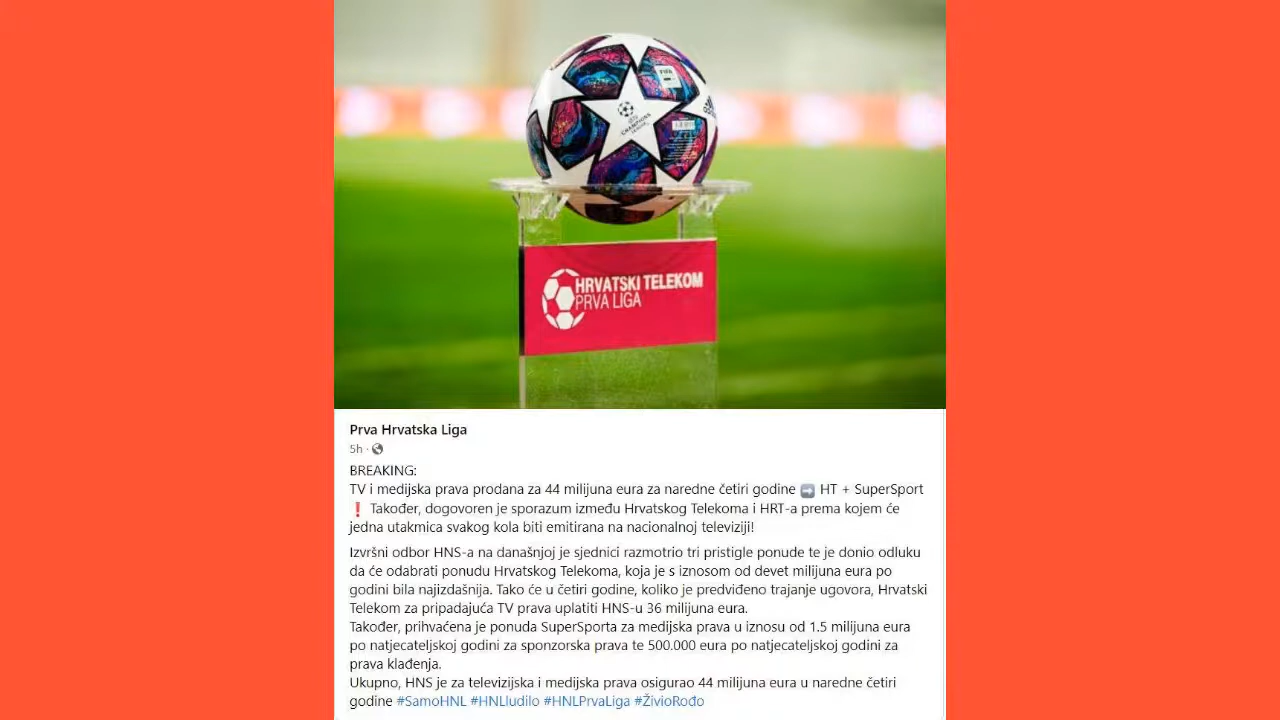 FIFA
UEFA
CHAMPIONS
LEAGUE
HRVATSKI TELEKOM
PRVA LIGA
Prva Hrvatska Liga
5h ·
BREAKING:
TV i medijska prava prodana za 44 milijuna eura za naredne četiri godine ➡️ HT + SuperSport
❗ Također, dogovoren je sporazum između Hrvatskog Telekoma i HRT-a prema kojem će
jedna utakmica svakog kola biti emitirana na nacionalnoj televiziji!
Izvršni odbor HNS-a na današnjoj je sjednici razmotrio tri pristigle ponude te je donio odluku
da će odabrati ponudu Hrvatskog Telekoma, koja je s iznosom od devet milijuna eura po
godini bila najizdašnija. Tako će u četiri godine, koliko je predviđeno trajanje ugovora, Hrvatski
Telekom za pripadajuća TV prava uplatiti HNS-u 36 milijuna eura.
Također, prihvaćena je ponuda SuperSporta za medijska prava u iznosu od 1.5 milijuna eura
po natjecateljskoj godini za sponzorska prava te 500.000 eura po natjecateljskoj godini za
prava klađenja.
Ukupno, HNS je za televizijska i medijska prava osigurao 44 milijuna eura u naredne četiri
godine #SamoHNL #HNLludilo #HNLPrvaLiga #ŽivioRođo